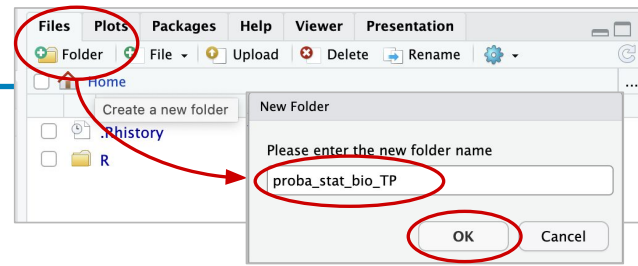 Files Plots Packages Help Viewer Presentation
Folder File Upload Delete Rename
Home ...
Create a new folder
.Rhistory
R
New Folder
Please enter the new folder name
proba_stat_bio_TP
OK Cancel